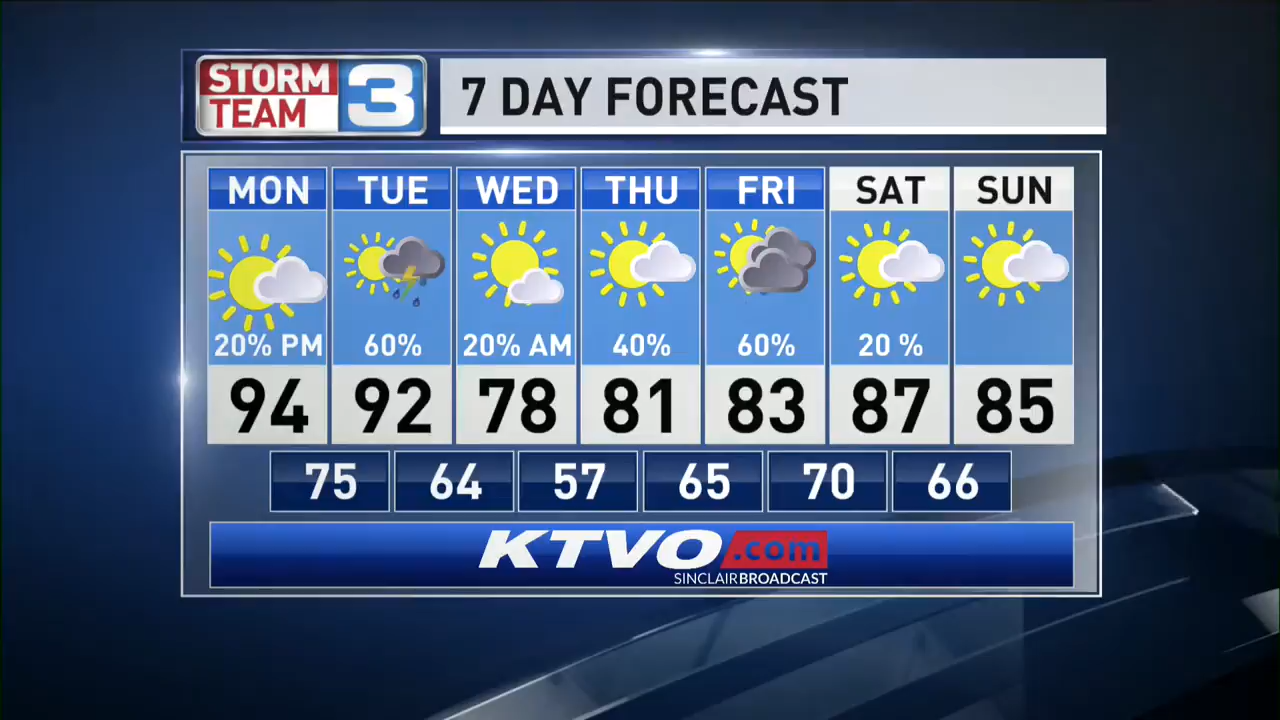 STORM
TEAM
3
7 DAY FORECAST
MON TUE WED THU FRI SAT SUN
20% PM 60% 20% AM 40% 60% 20 %
94 92 78 81 83 87 85
75 64 57 65 70 66
KTVO.com
SINCLAIRBROADCAST